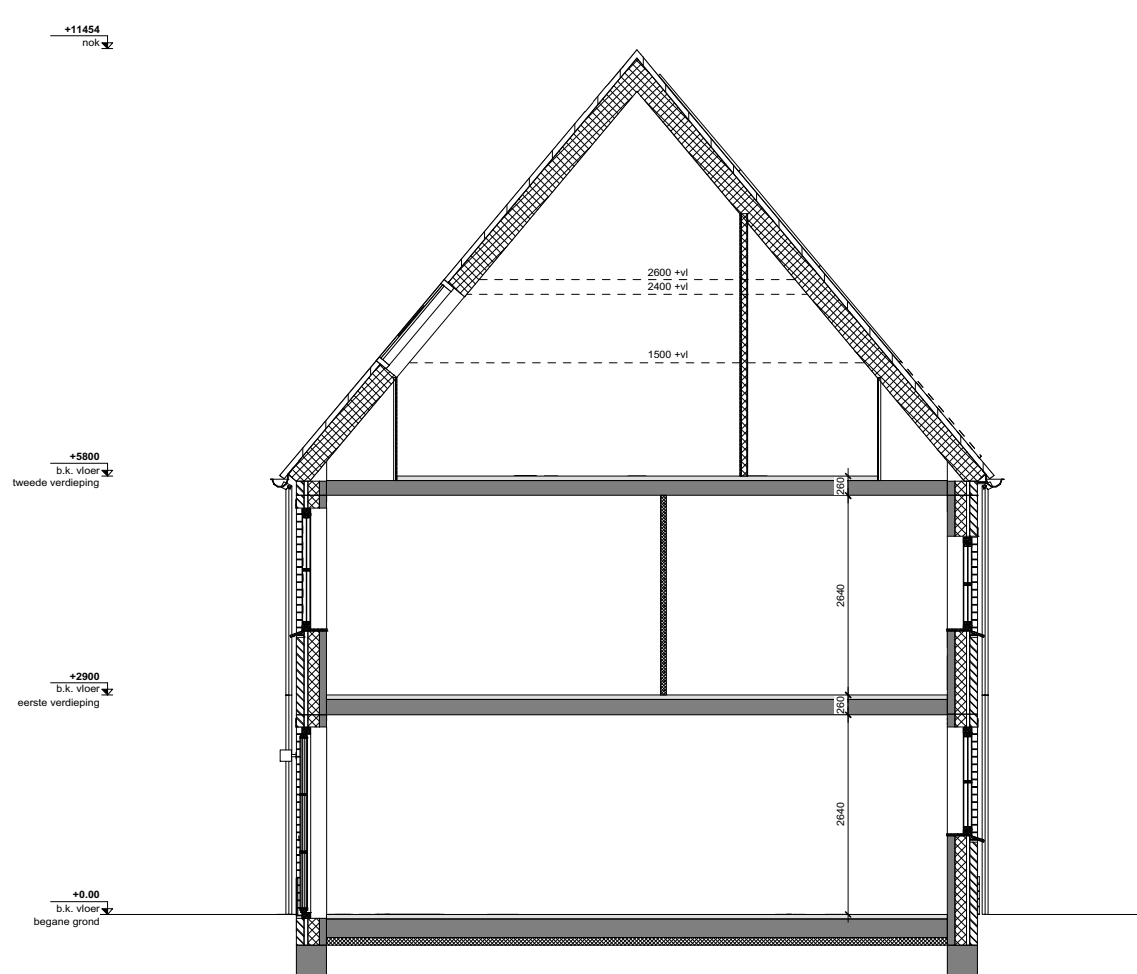 +11454
nok
2600 +vl
2400 +vl
1500 +vl
+5800
b.k. vloer
tweede verdieping
260
2640
+2900
b.k. vloer
eerste verdieping
260
2640
+0.00
b.k. vloer
begane grond